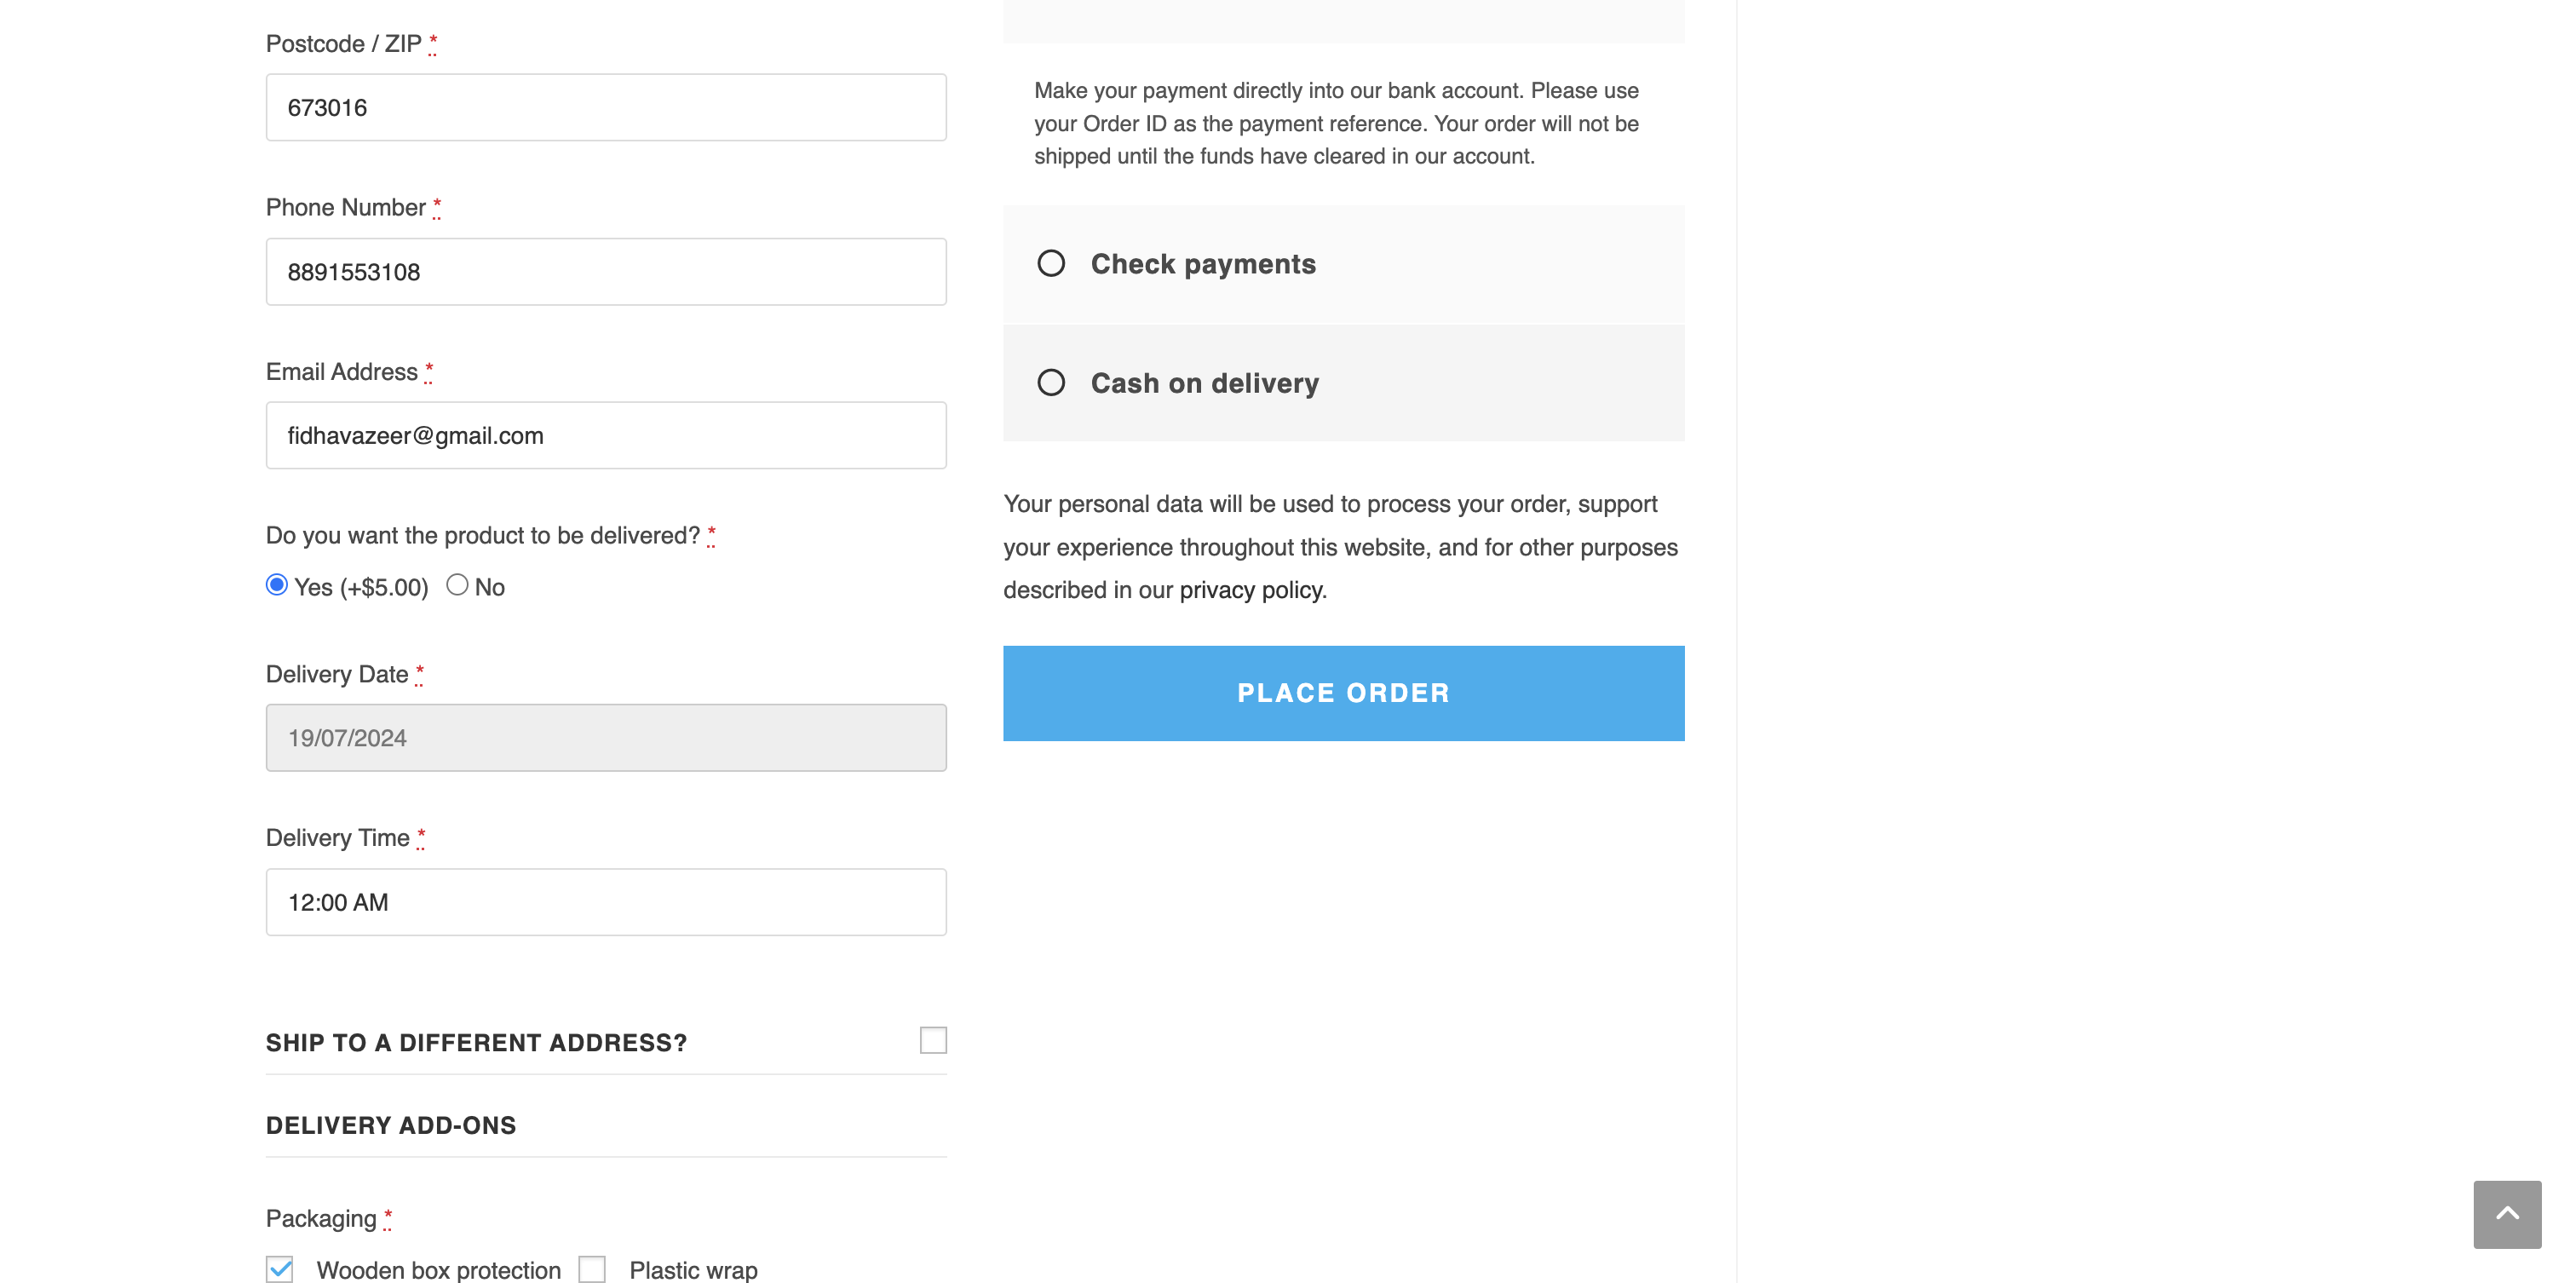 Postcode / ZIP *
673016
Phone Number *
8891553108
Email Address *
fidhavazeer@gmail.com
Do you want the product to be delivered? *
Yes (+$5.00) No
Delivery Date *
19/07/2024
Delivery Time *
12:00 AM
SHIP TO A DIFFERENT ADDRESS?
DELIVERY ADD-ONS
Packaging *
Wooden box protection Plastic wrap
Make your payment directly into our bank account. Please use
your Order ID as the payment reference. Your order will not be
shipped until the funds have cleared in our account.
Check payments
Cash on delivery
Your personal data will be used to process your order, support
your experience throughout this website, and for other purposes
described in our privacy policy.
PLACE ORDER